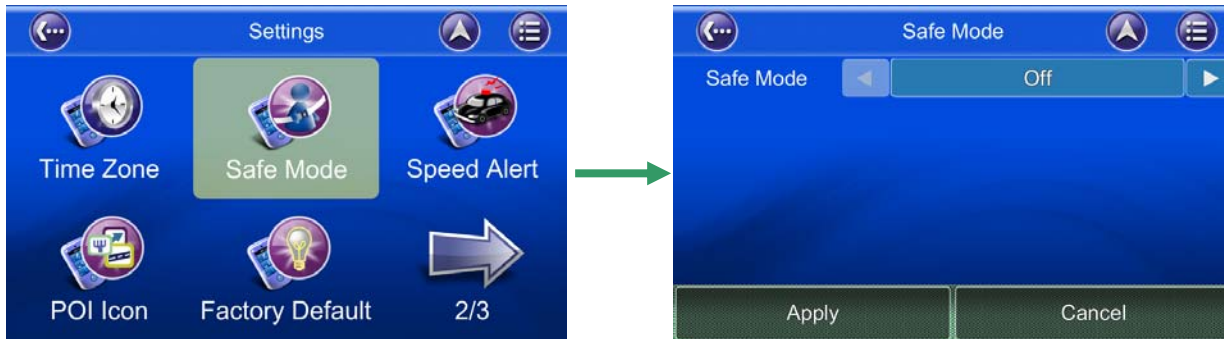 Settings
Time Zone
Safe Mode
Speed Alert
POI Icon
Factory Default
2/3
Safe Mode
Safe Mode
Off
Apply
Cancel